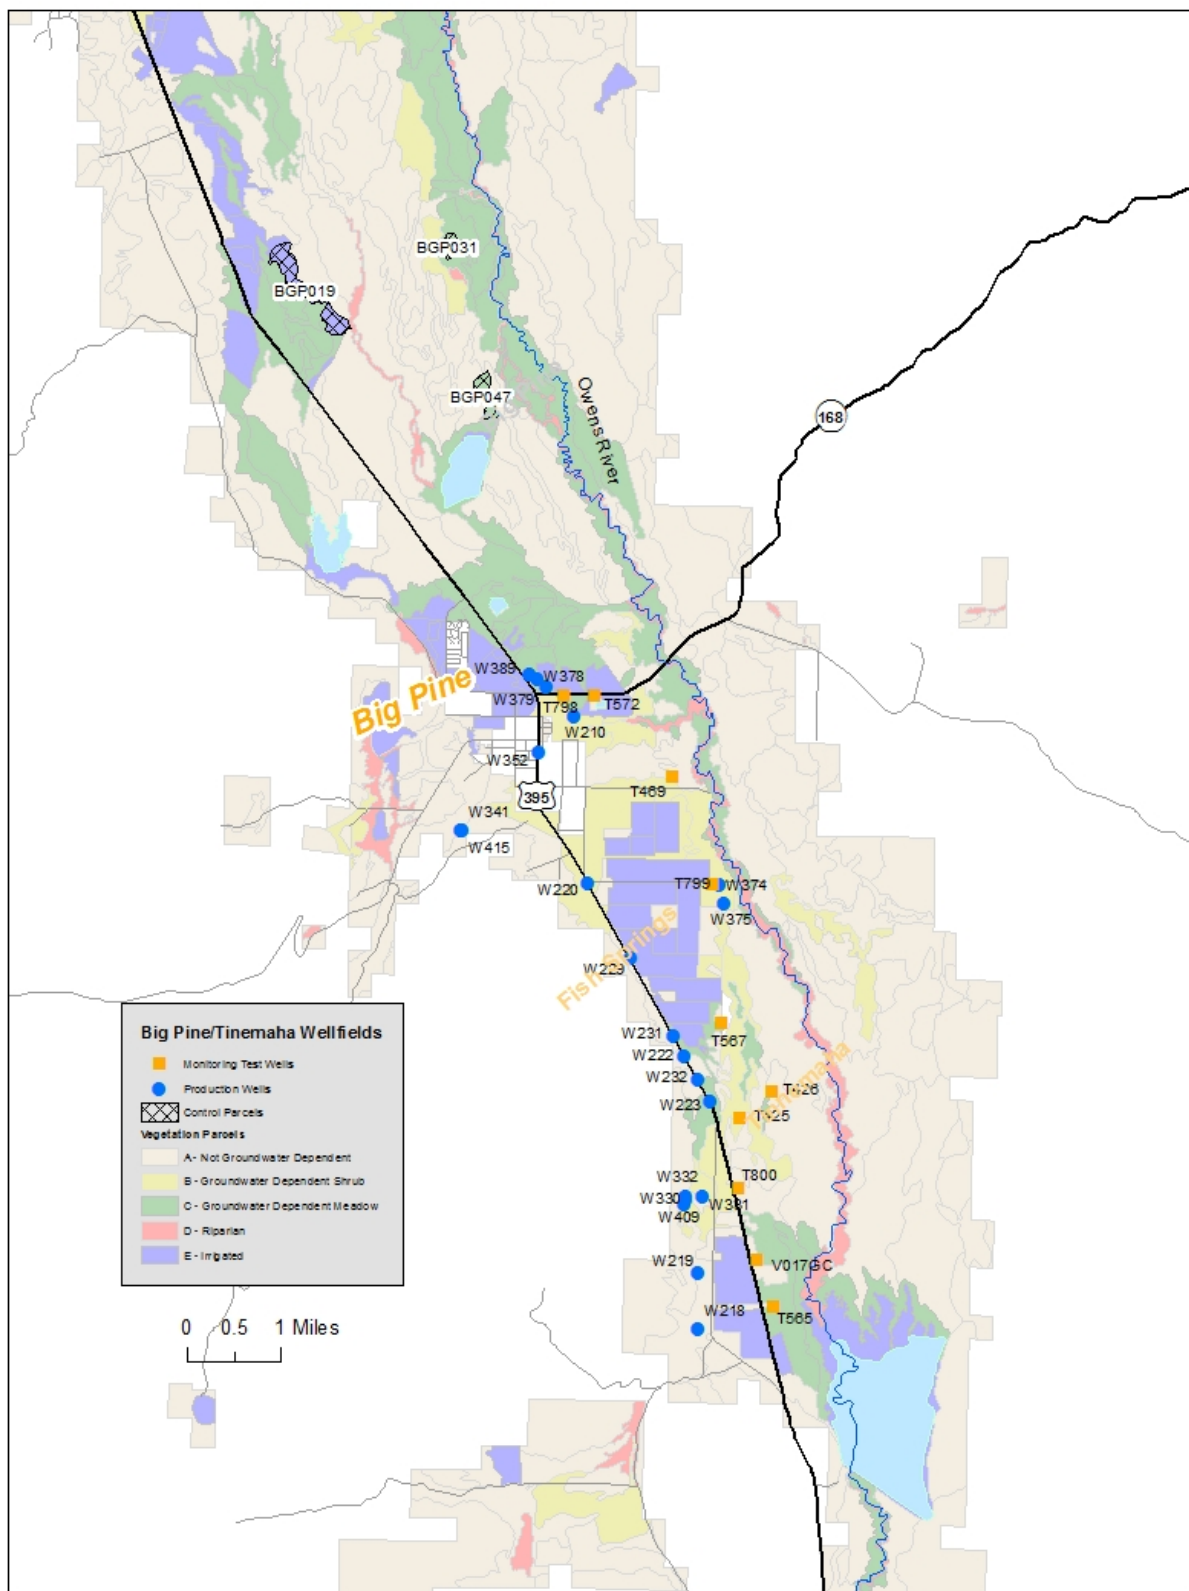 BGP031
BGP019
BGP047
Owens River
168
W389
W378
W379
T798
T572
W210
Big Pine
W352
395
T469
W341
W415
W220
T799
W374
W375
Fish Springs
W229
W231
T567
W222
W232
W223
T426
T425
Tinemaha
W332
T800
W330
W331
W409
W219
V017GC
W218
T565
Big Pine/Tinemaha Wellfields
Monitoring Test Wells
Production Wells
Control Parcels
Vegetation Parcels
A - Not Groundwater Dependent
B - Groundwater Dependent Shrub
C - Groundwater Dependent Meadow
D - Riparian
E - Irrigated
0 0.5 1 Miles